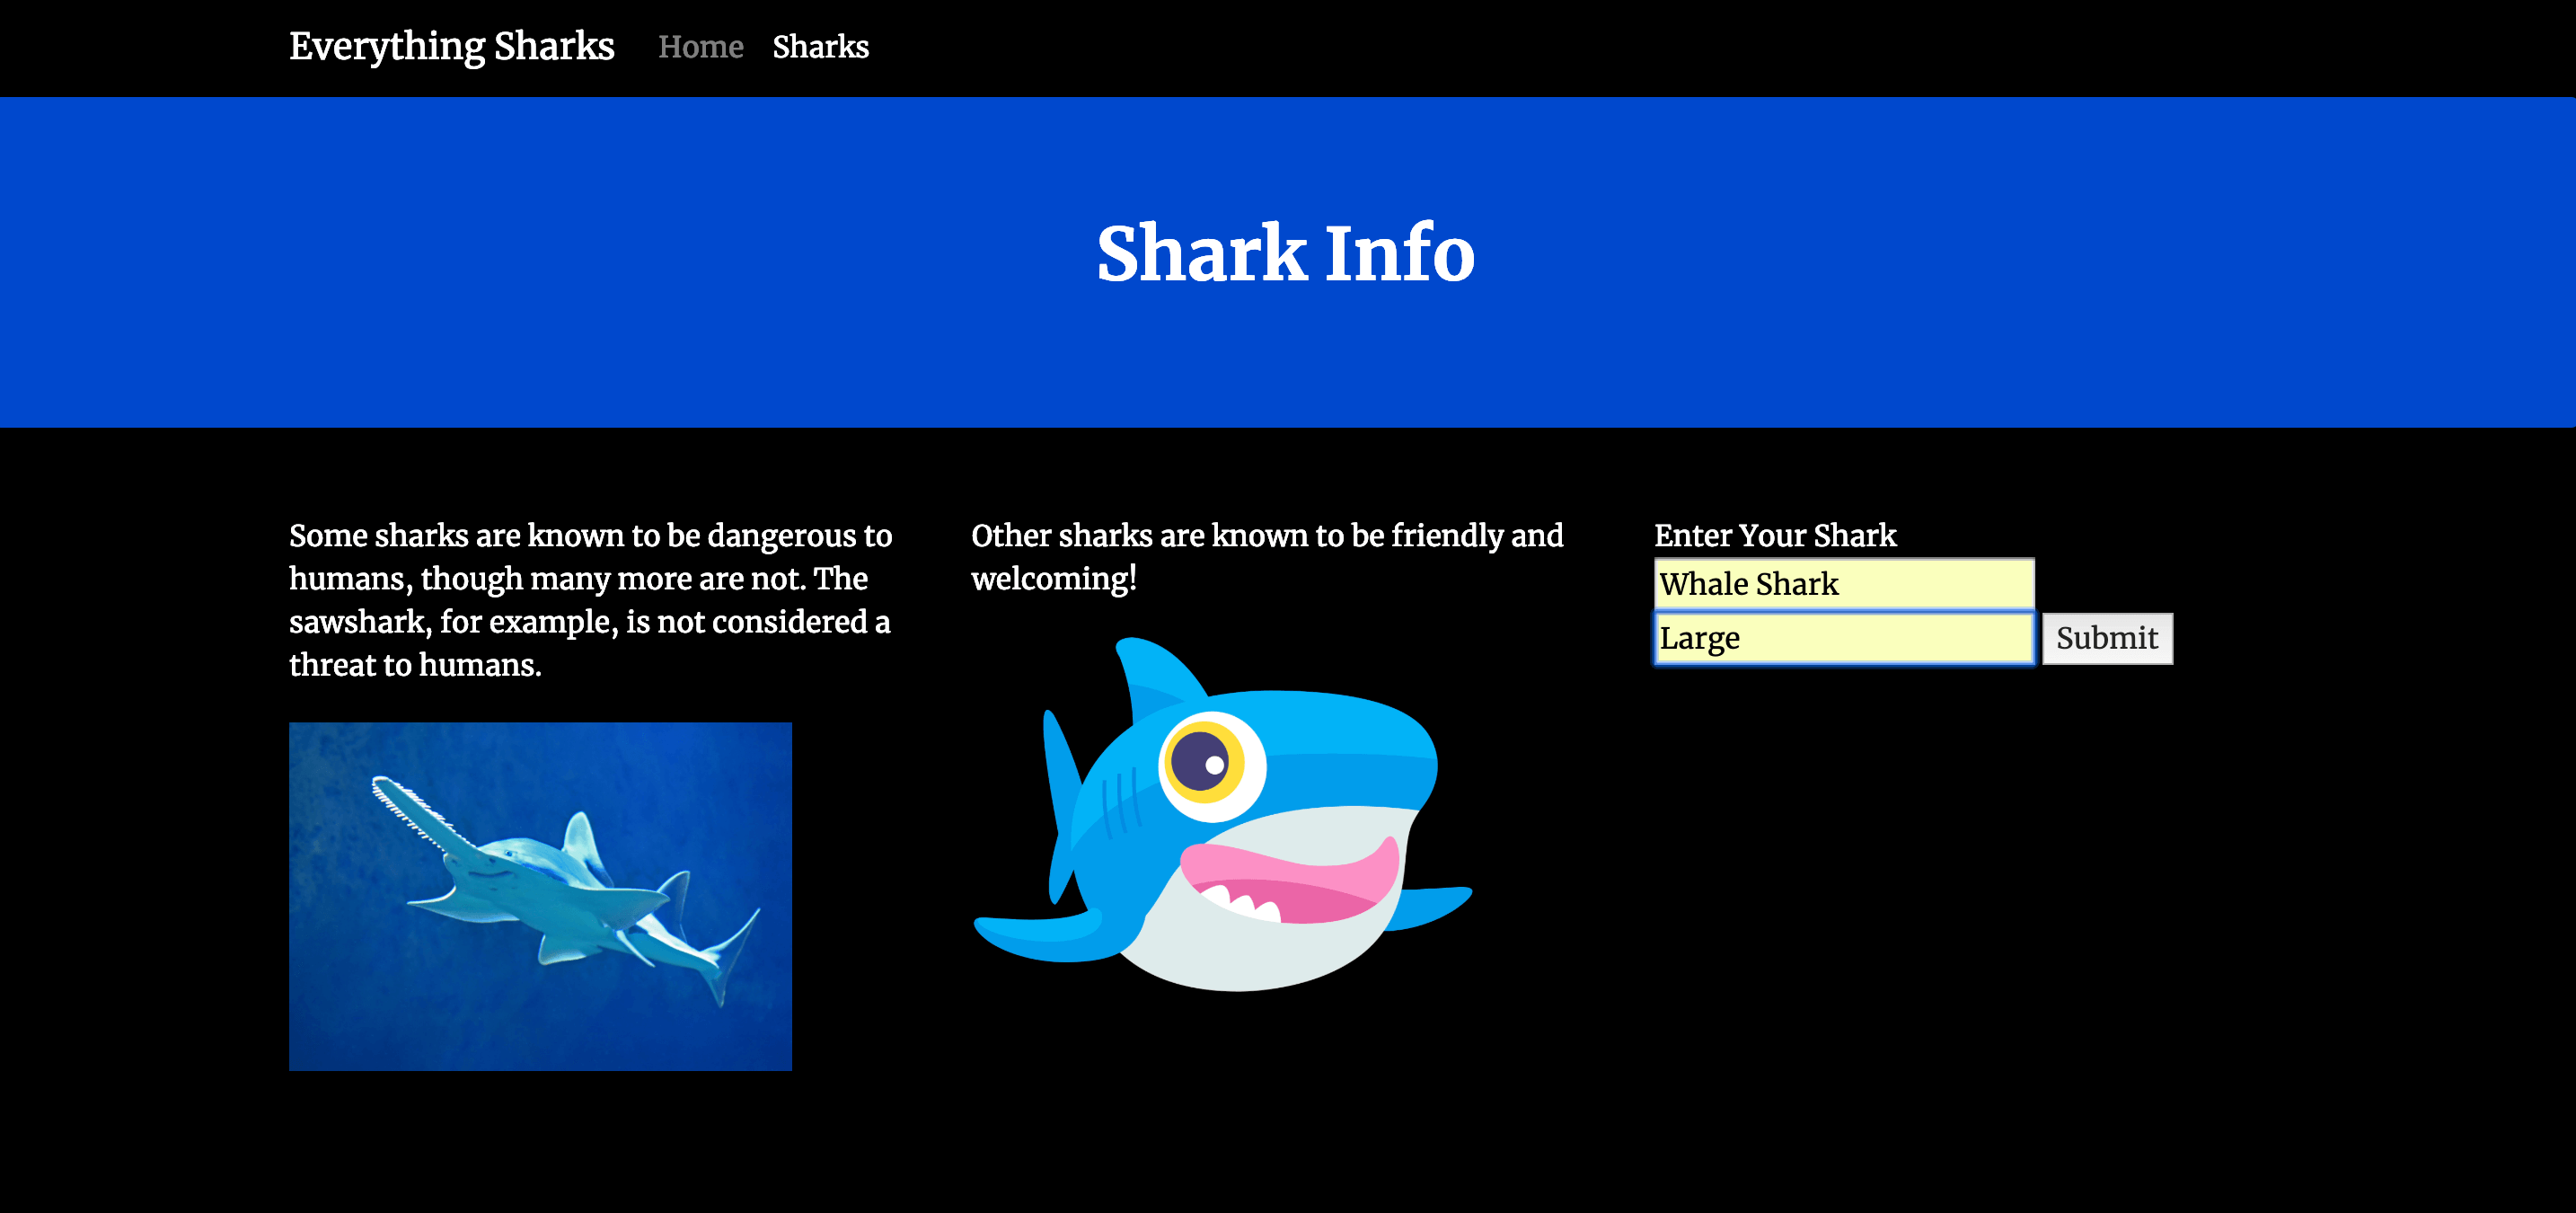 Everything Sharks Home Sharks
Shark Info
Some sharks are known to be dangerous to
humans, though many more are not. The
sawshark, for example, is not considered a
threat to humans.
Other sharks are known to be friendly and
welcoming!
Enter Your Shark
Whale Shark
Large
Submit